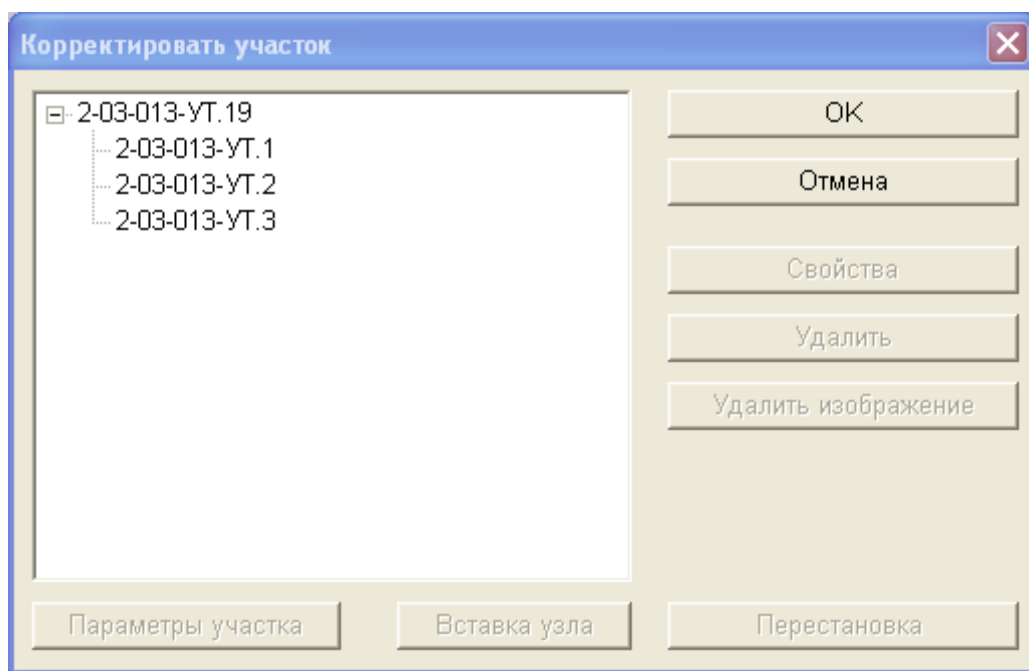 Корректировать участок
2-03-013-УТ.19
2-03-013-УТ.1
2-03-013-УТ.2
2-03-013-УТ.3
OK
Отмена
Свойства
Удалить
Удалить изображение
Параметры участка
Вставка узла
Перестановка